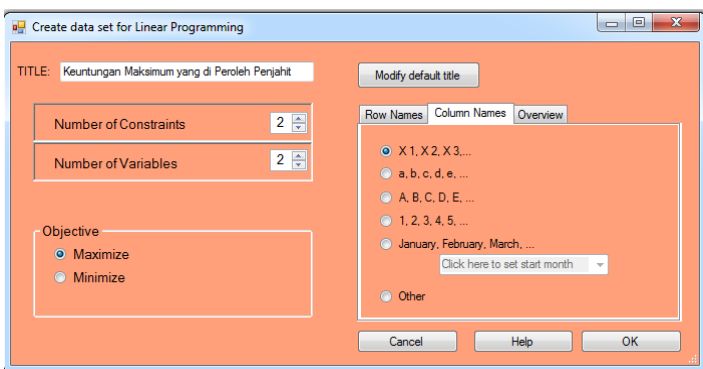 Create data set for Linear Programming
TITLE: Keuntungan Maksimum yang di Peroleh Penjahit
Modify default title
Number of Constraints 2
Number of Variables 2
Objective
Maximize
Minimize
Row Names Column Names Overview
X 1, X 2, X 3,...
a, b, c, d, e, ...
A, B, C, D, E, ...
1, 2, 3, 4, 5, ...
January, February, March, ...
Click here to set start month
Other
Cancel Help OK